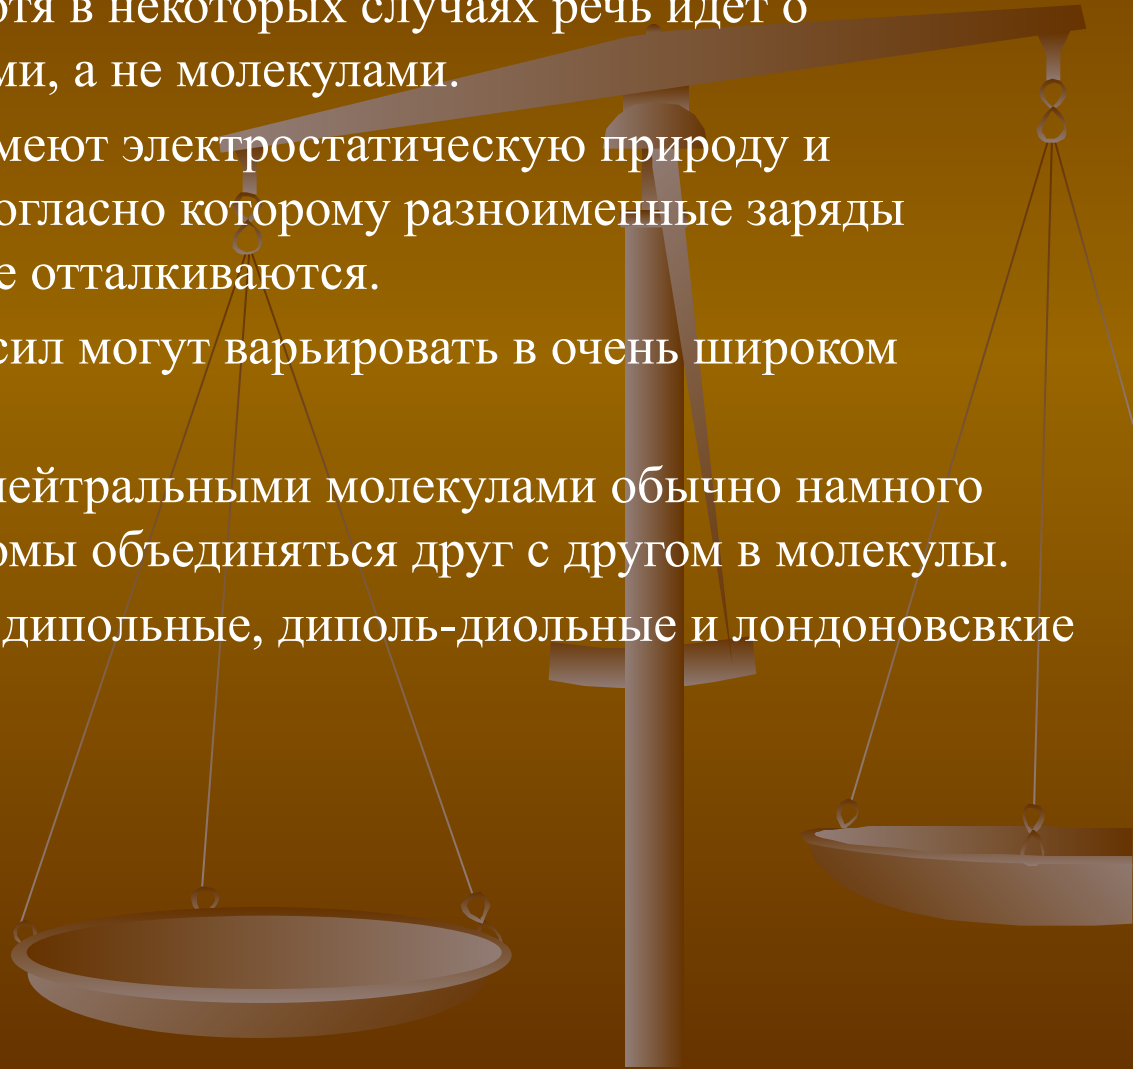 отя в некоторых случаях речь идет о
ми, а не молекулами.
меют электростатическую природу и
огласно которому разноименные заряды
е отталкиваются.
сил могут варьировать в очень широком
нейтральными молекулами обычно намного
омы объединяться друг с другом в молекулы.
дипольные, диполь-диольные и лондоновсвкие